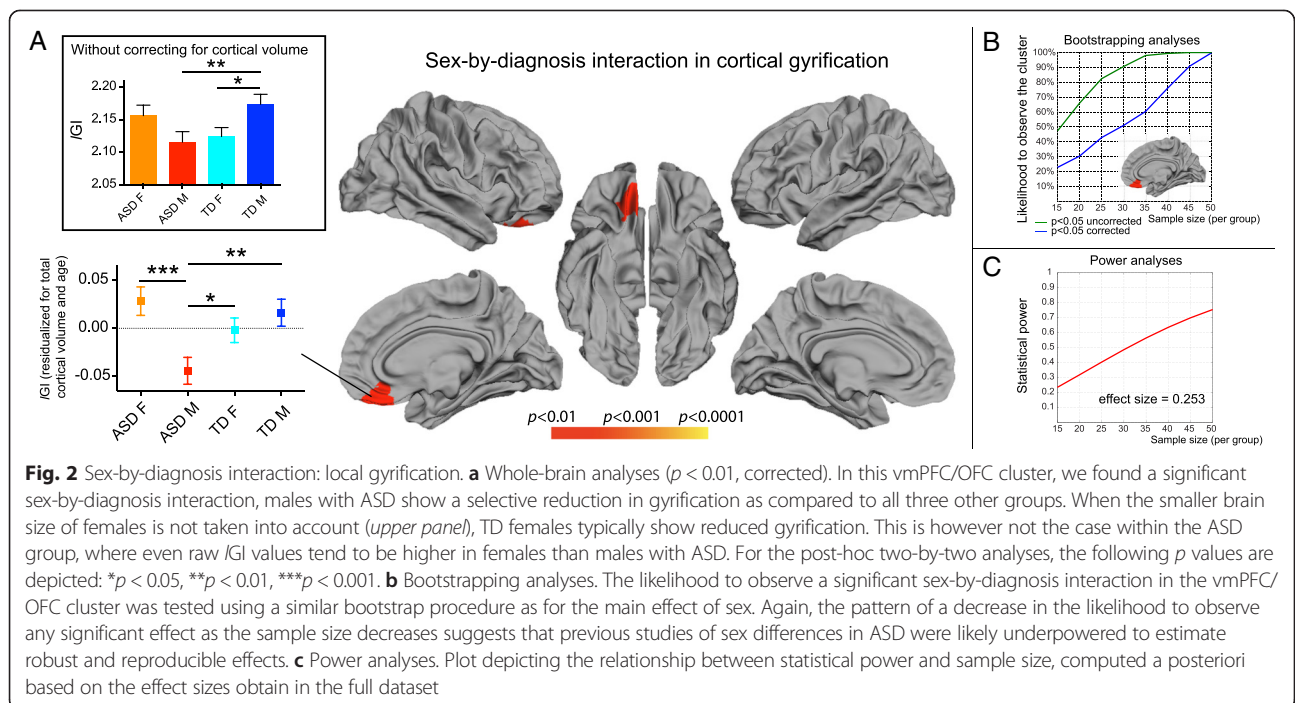 A
Without correcting for cortical volume
**
*
2.20
2.15
2.10
2.05
lGI
ASD F
ASD M
TD F
TD M
Sex-by-diagnosis interaction in cortical gyrification
***
**
*
0.05
0.00
-0.05
lGI (residualized for total
cortical volume and age)
ASD F
ASD M
TD F
TD M
p<0.01
p<0.001
p<0.0001
B
Bootstrapping analyses
Likelihood to observe the cluster
100%
90%
80%
70%
60%
50%
40%
30%
20%
10%
15 20 25 30 35 40 45 50
Sample size (per group)
p<0.05 uncorrected
p<0.05 corrected
C
Power analyses
Statistical power
1
0.9
0.8
0.7
0.6
0.5
0.4
0.3
0.2
0.1
effect size = 0.253
15 20 25 30 35 40 45 50
Sample size (per group)
Fig. 2 Sex-by-diagnosis interaction: local gyrification. a Whole-brain analyses (p < 0.01, corrected). In this vmPFC/OFC cluster, we found a significant
sex-by-diagnosis interaction, males with ASD show a selective reduction in gyrification as compared to all three other groups. When the smaller brain
size of females is not taken into account (upper panel), TD females typically show reduced gyrification. This is however not the case within the ASD
group, where even raw lGI values tend to be higher in females than males with ASD. For the post-hoc two-by-two analyses, the following p values are
depicted: *p < 0.05, **p < 0.01, ***p < 0.001. b Bootstrapping analyses. The likelihood to observe a significant sex-by-diagnosis interaction in the vmPFC/
OFC cluster was tested using a similar bootstrap procedure as for the main effect of sex. Again, the pattern of a decrease in the likelihood to observe
any significant effect as the sample size decreases suggests that previous studies of sex differences in ASD were likely underpowered to estimate
robust and reproducible effects. c Power analyses. Plot depicting the relationship between statistical power and sample size, computed a posteriori
based on the effect sizes obtain in the full dataset